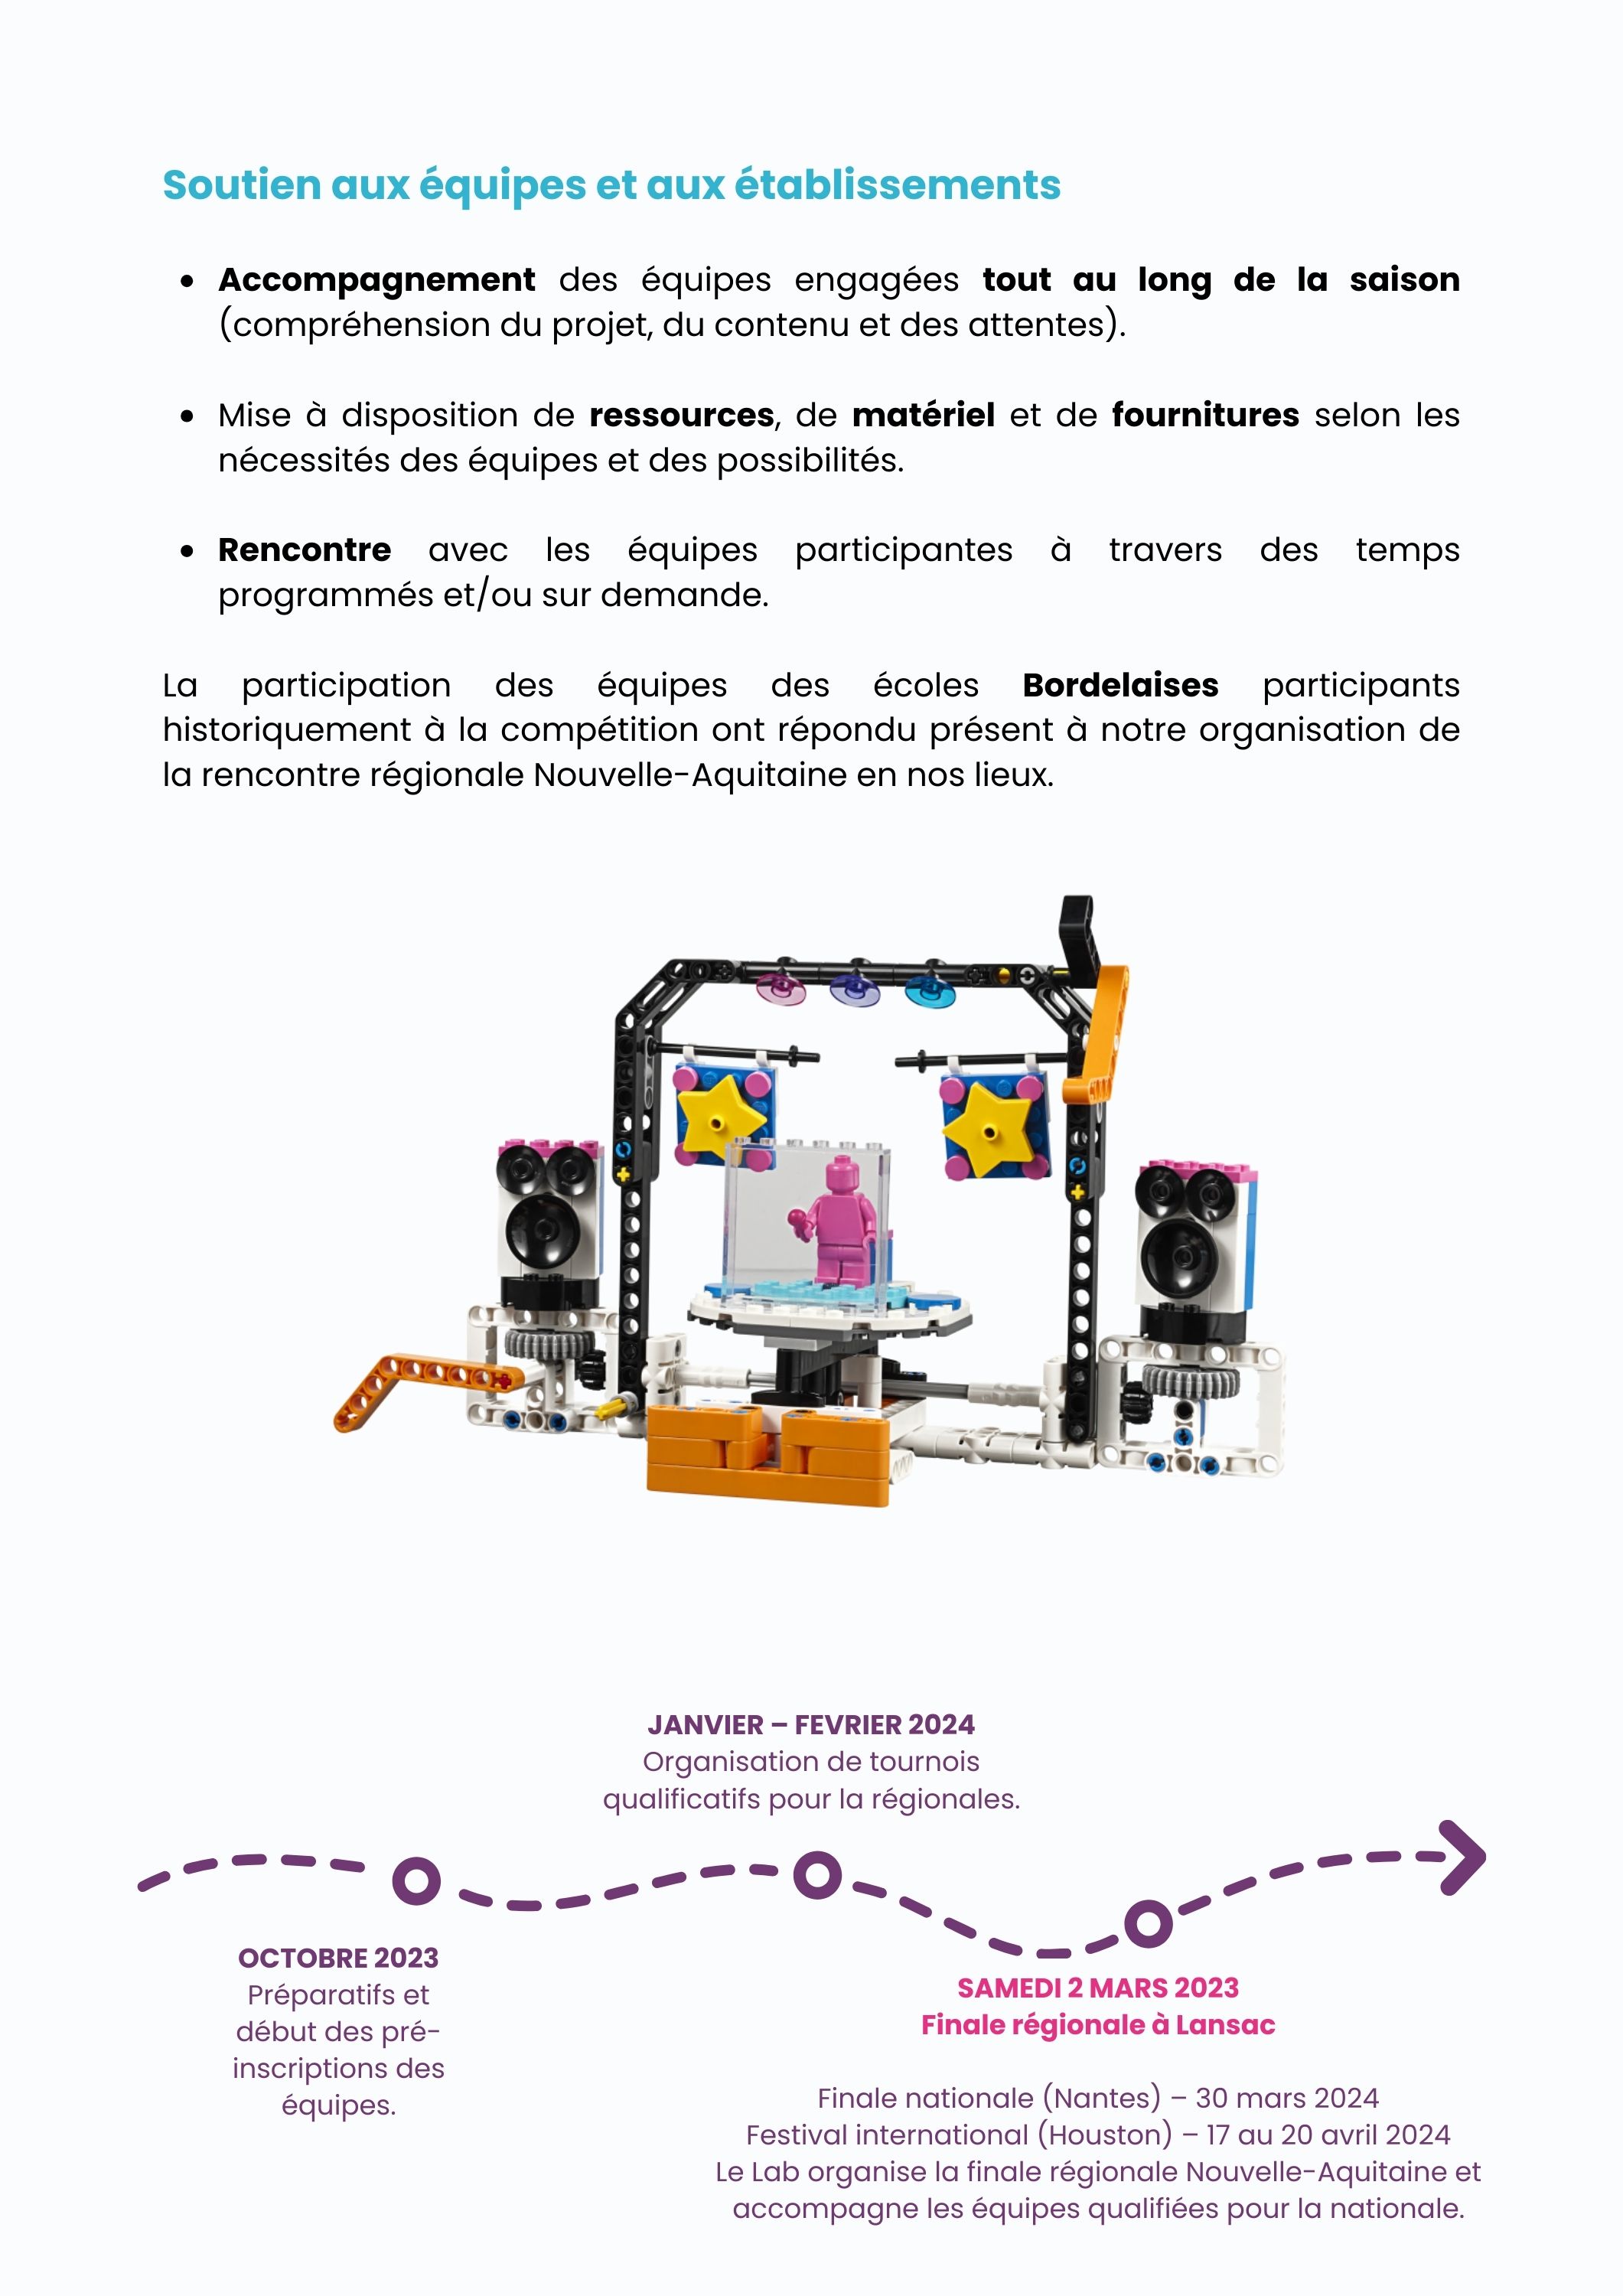 Soutien aux équipes et aux établissements
• Accompagnement des équipes engagées tout au long de la saison
(compréhension du projet, du contenu et des attentes).
• Mise à disposition de ressources, de matériel et de fournitures selon les
nécessités des équipes et des possibilités.
• Rencontre avec les équipes participantes à travers des temps
programmés et/ou sur demande.
La participation des équipes des écoles Bordelaises participants
historiquement à la compétition ont répondu présent à notre organisation de
la rencontre régionale Nouvelle-Aquitaine en nos lieux.
JANVIER – FEVRIER 2024
Organisation de tournois
qualificatifs pour la régionales.
OCTOBRE 2023
Préparatifs et
début des pré-
inscriptions des
équipes.
SAMEDI 2 MARS 2023
Finale régionale à Lansac
Finale nationale (Nantes) – 30 mars 2024
Festival international (Houston) – 17 au 20 avril 2024
Le Lab organise la finale régionale Nouvelle-Aquitaine et
accompagne les équipes qualifiées pour la nationale.